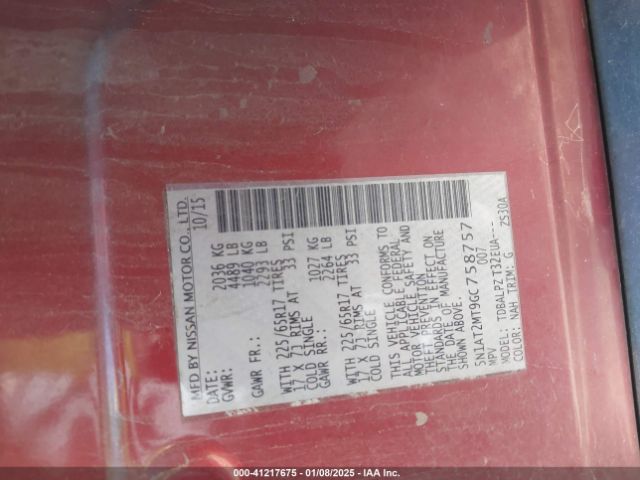 MFD BY NISSAN MOTOR CO., LTD.
DATE: 10/15
GVWR: 2036 KG
4489 LB
GAWR FR.: 1040 KG
2293 LB
WITH 225/65R17 TIRES
17 X 7J RIMS AT 33 PSI
COLD SINGLE
GAWR RR.: 1027 KG
2264 LB
WITH 225/65R17 TIRES
17 X 7J RIMS AT 33 PSI
COLD SINGLE
THIS VEHICLE CONFORMS TO
ALL APPLICABLE FEDERAL
MOTOR VEHICLE SAFETY AND
THEFT PREVENTION
STANDARDS IN EFFECT ON
THE DATE OF MANUFACTURE
SHOWN ABOVE.
5N1AT2MT9GC758757
MPV 007
MODEL: TDBALPZ T32EUA---- 2S30A
COLOR: NAH TRIM: G
000-41217675 | 01/08/2025 | IAA Inc.